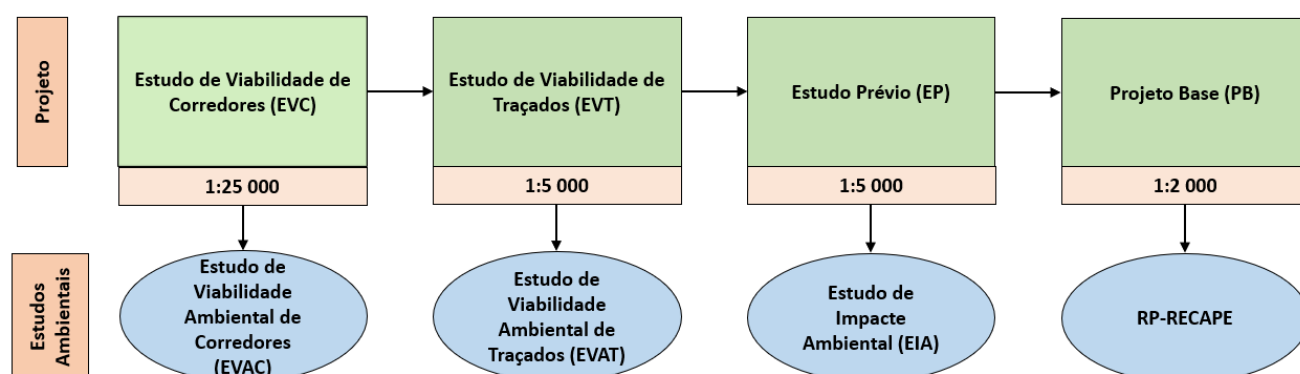 Projeto
Estudo de Viabilidade de
Corredores (EVC)
Estudo de Viabilidade de
Traçados (EVT)
Estudo Prévio (EP)
Projeto Base (PB)
1:25 000
1:5 000
1:5 000
1:2 000
Estudos
Ambientais
Estudo de
Viabilidade
Ambiental de
Corredores
(EVAC)
Estudo de
Viabilidade
Ambiental de
Traçados (EVAT)
Estudo de
Impacte
Ambiental (EIA)
RP-RECAPE